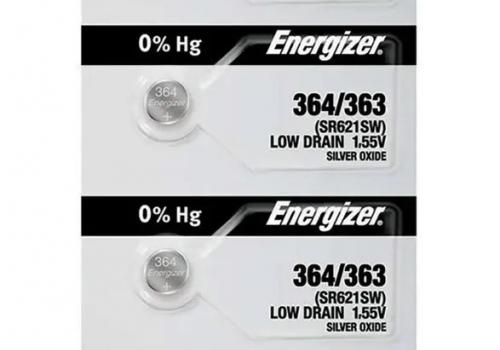 0% Hg
Energizer
364
Energizer
+
364/363
(SR621SW)
LOW DRAIN 1.55V
SILVER OXIDE
0% Hg
Energizer
364
Energizer
+
364/363
(SR621SW)
LOW DRAIN 1.55V
SILVER OXIDE